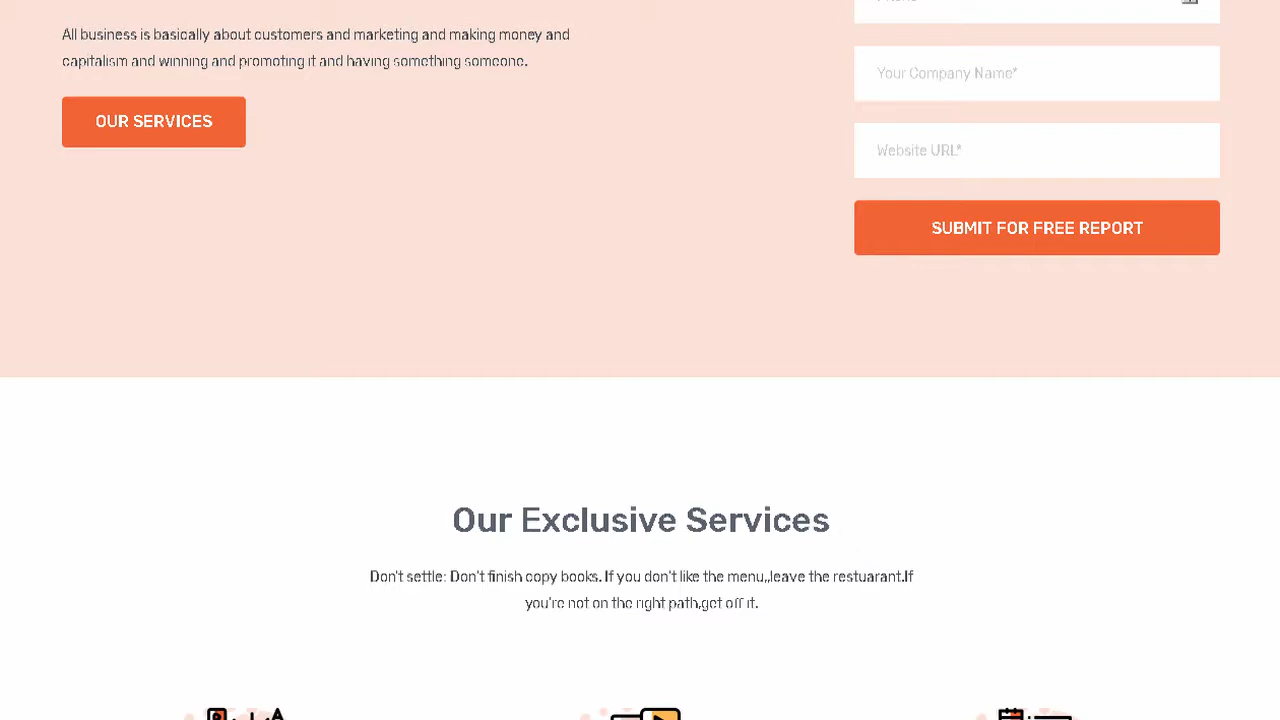 All business is basically about customers and marketing and making money and
capitalism and winning and promoting it and having something someone.
OUR SERVICES
Your Company Name*
Website URL*
SUBMIT FOR FREE REPORT
Our Exclusive Services
Don't settle: Don't finish copy books. If you don't like the menu,,leave the restuarant.If
you're not on the right path,get off it.